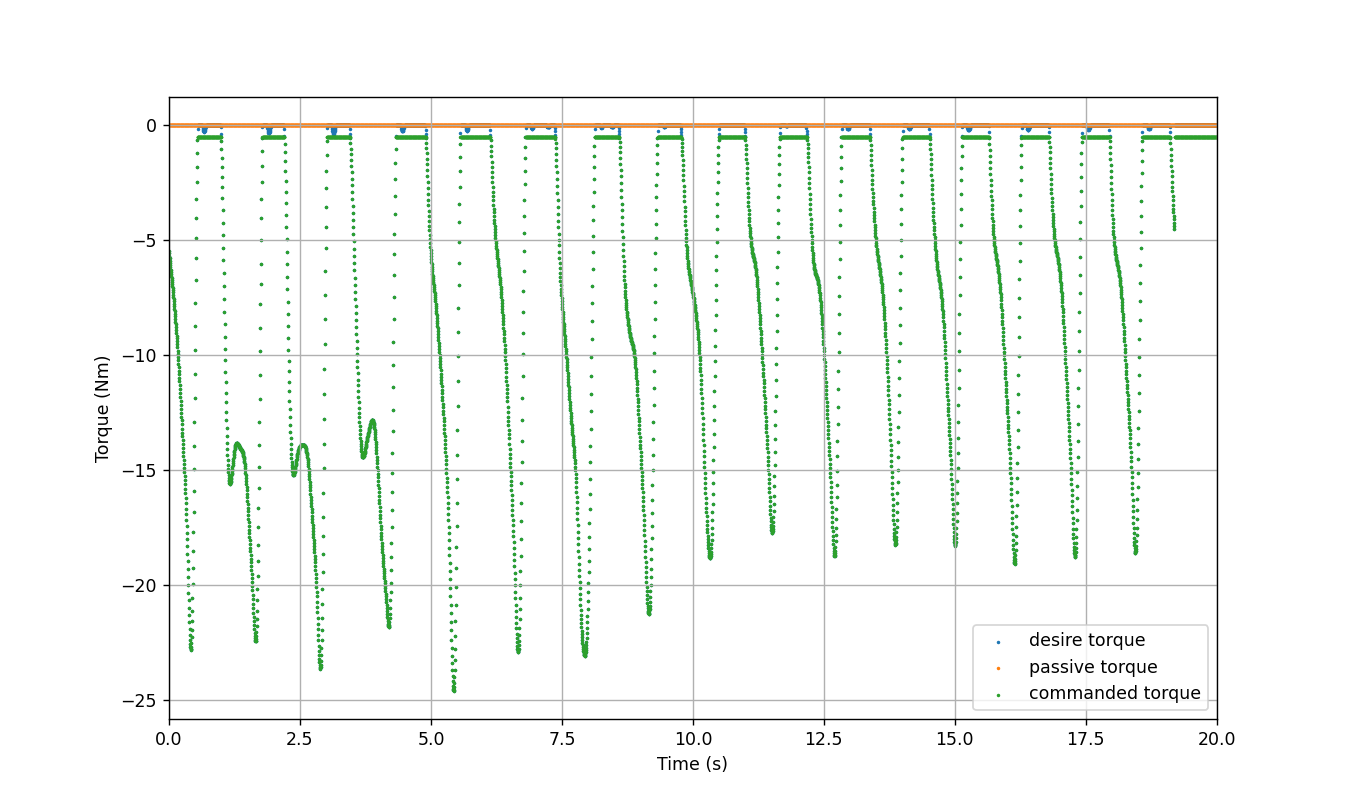 0
−5
−10
−15
−20
−25
Torque (Nm)
desire torque
passive torque
commanded torque
0.0 2.5 5.0 7.5 10.0 12.5 15.0 17.5 20.0
Time (s)